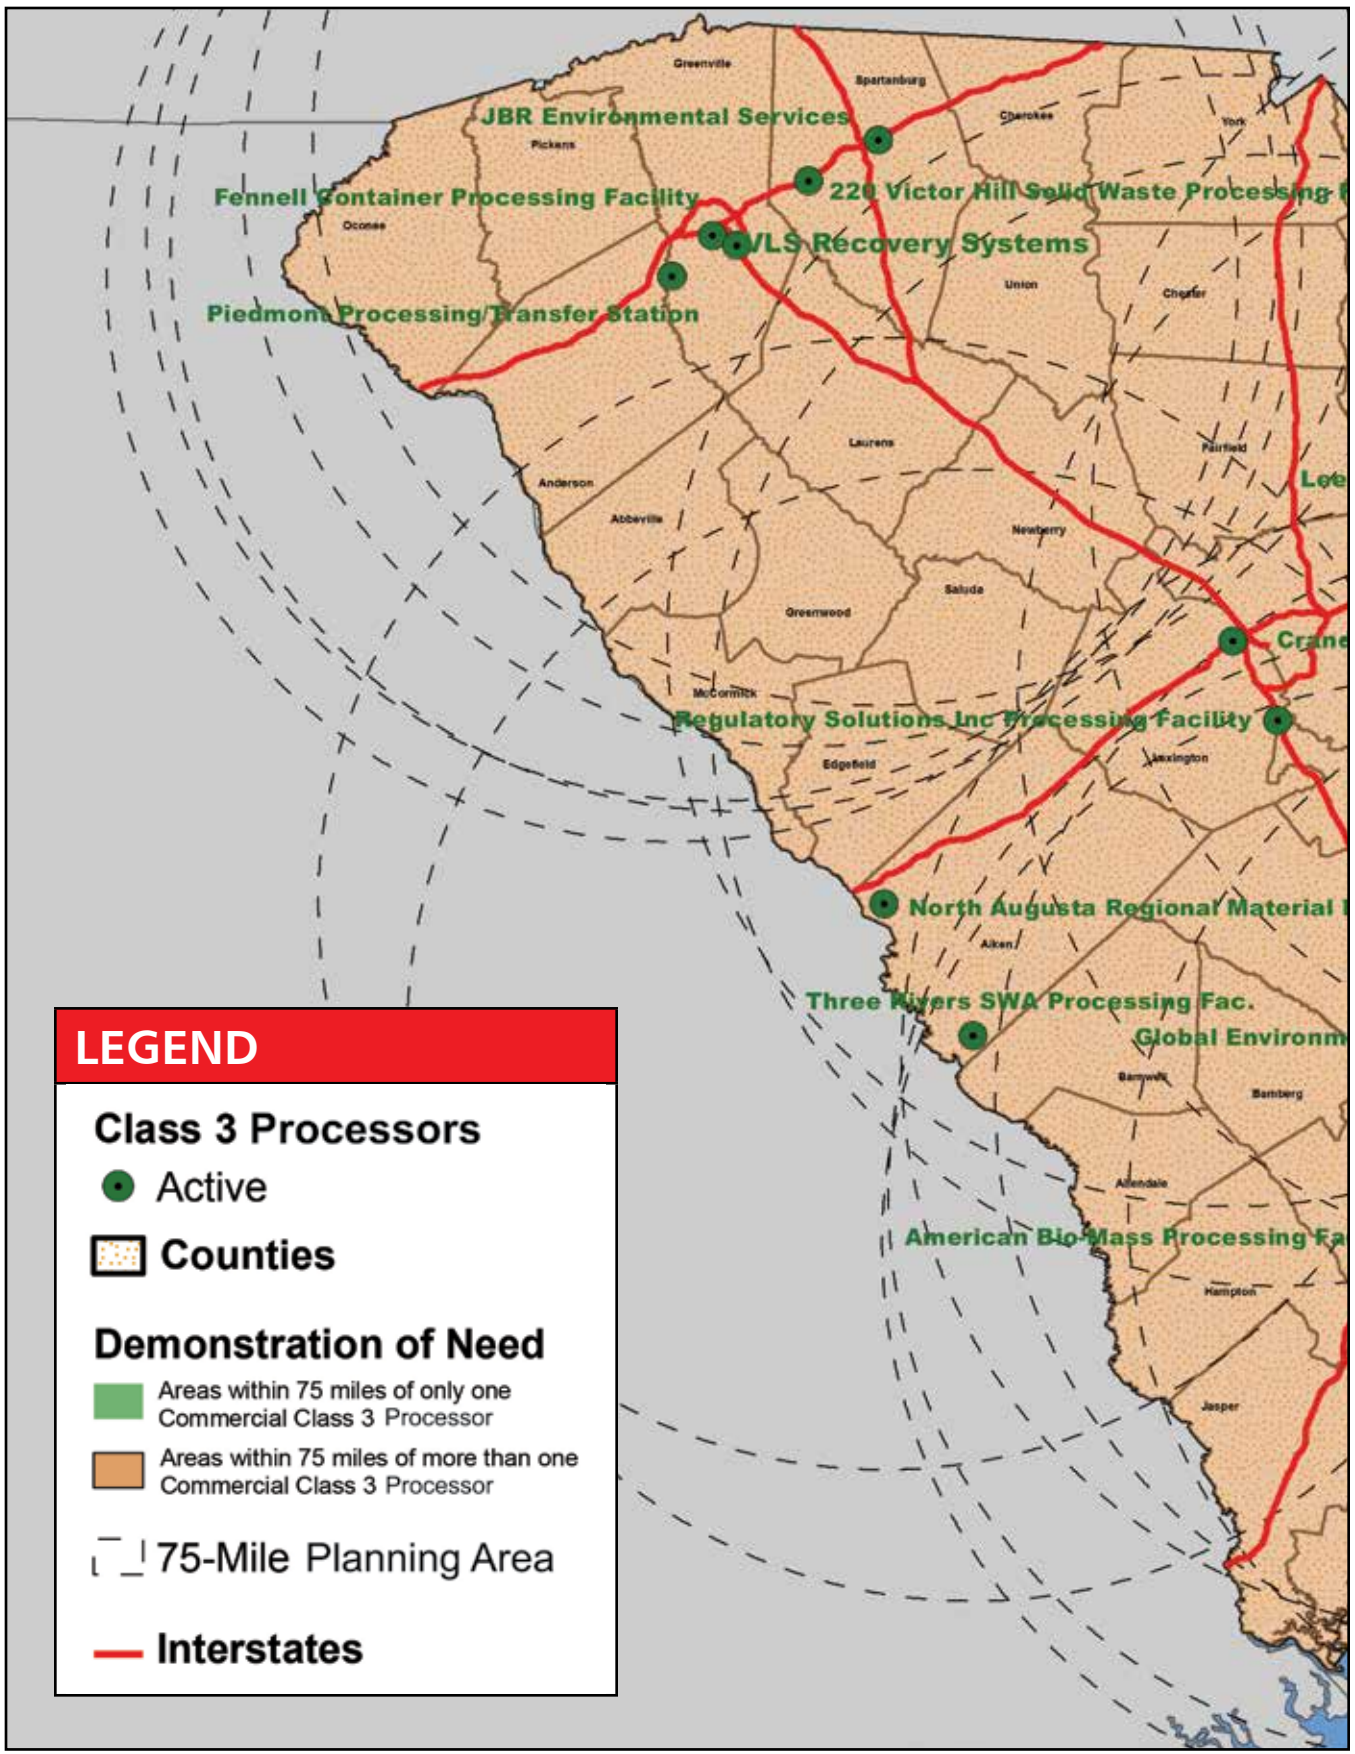 Greenville
Spartanburg
JBR Environmental Services
Cherokee
York
Pickens
Fennell Container Processing Facility
220 Victor Hill Solid Waste Processing F
Oconee
VLS Recovery Systems
Union
Chester
Piedmont Processing/Transfer Station
Laurens
Fairfield
Lee
Anderson
Abbeville
Newberry
Saluda
Greenwood
Crane
McCormick
Regulatory Solutions Inc Processing Facility
Edgefield
Lexington
North Augusta Regional Material
Aiken
Three Rivers SWA Processing Fac.
Global Environm
Barnwell
Bamberg
Allendale
American Bio-Mass Processing Fa
Hampton
Jasper
LEGEND
Class 3 Processors
Active
Counties
Demonstration of Need
Areas within 75 miles of only one
Commercial Class 3 Processor
Areas within 75 miles of more than one
Commercial Class 3 Processor
75-Mile Planning Area
Interstates